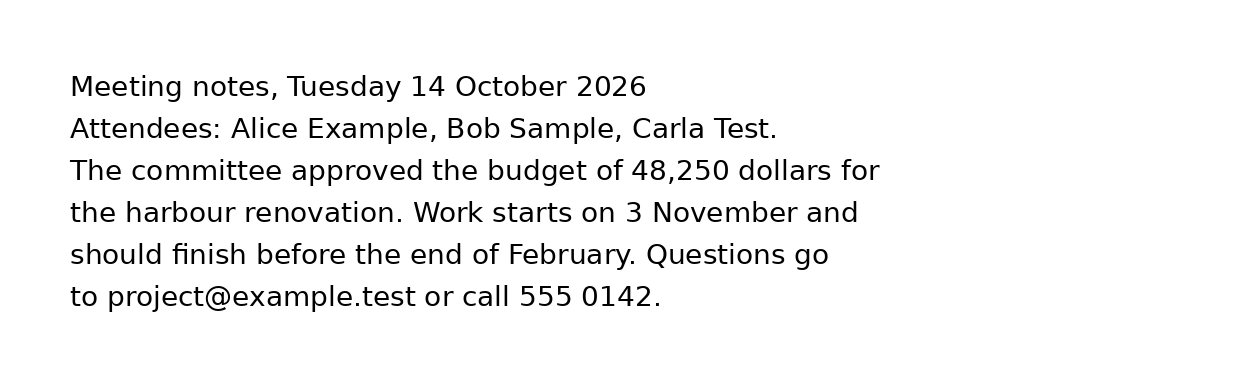 Meeting notes, Tuesday 14 October 2026
Attendees: Alice Example, Bob Sample, Carla Test.
The committee approved the budget of 48,250 dollars for
the harbour renovation. Work starts on 3 November and
should finish before the end of February. Questions go
to project@example.test or call 555 0142.